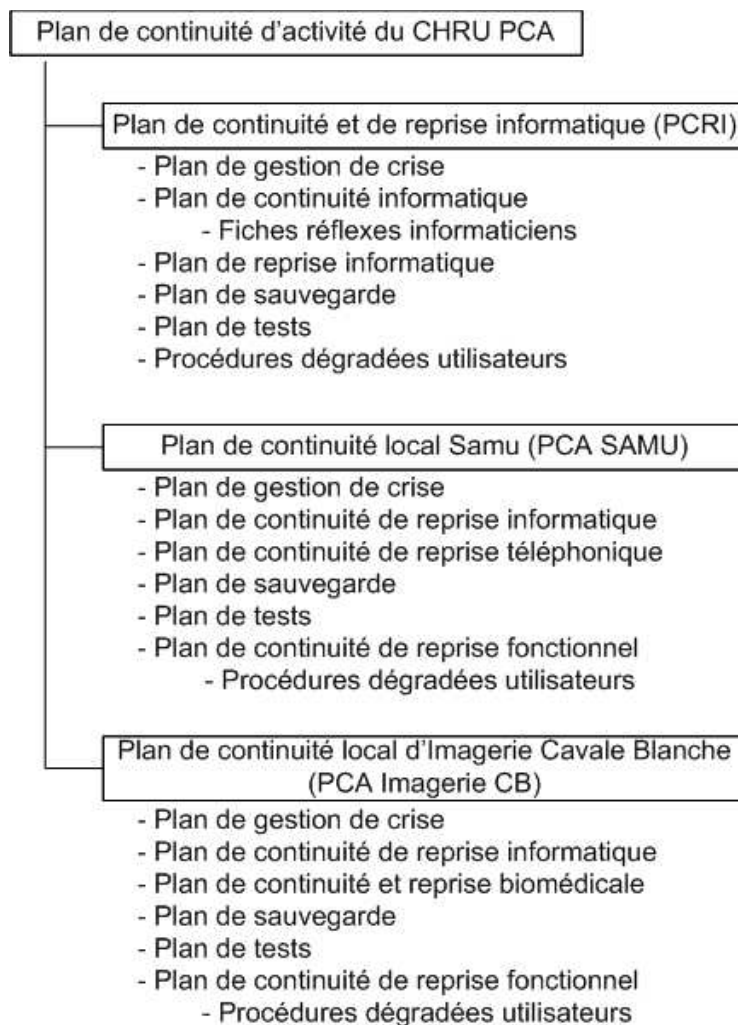 Plan de continuité d'activité du CHRU PCA
Plan de continuité et de reprise informatique (PCRI)
- Plan de gestion de crise
- Plan de continuité informatique
- Fiches réflexes informaticiens
- Plan de reprise informatique
- Plan de sauvegarde
- Plan de tests
- Procédures dégradées utilisateurs
Plan de continuité local Samu (PCA SAMU)
- Plan de gestion de crise
- Plan de continuité de reprise informatique
- Plan de continuité de reprise téléphonique
- Plan de sauvegarde
- Plan de tests
- Plan de continuité de reprise fonctionnel
- Procédures dégradées utilisateurs
Plan de continuité local d'Imagerie Cavale Blanche
(PCA Imagerie CB)
- Plan de gestion de crise
- Plan de continuité de reprise informatique
- Plan de continuité et reprise biomédicale
- Plan de sauvegarde
- Plan de tests
- Plan de continuité de reprise fonctionnel
- Procédures dégradées utilisateurs